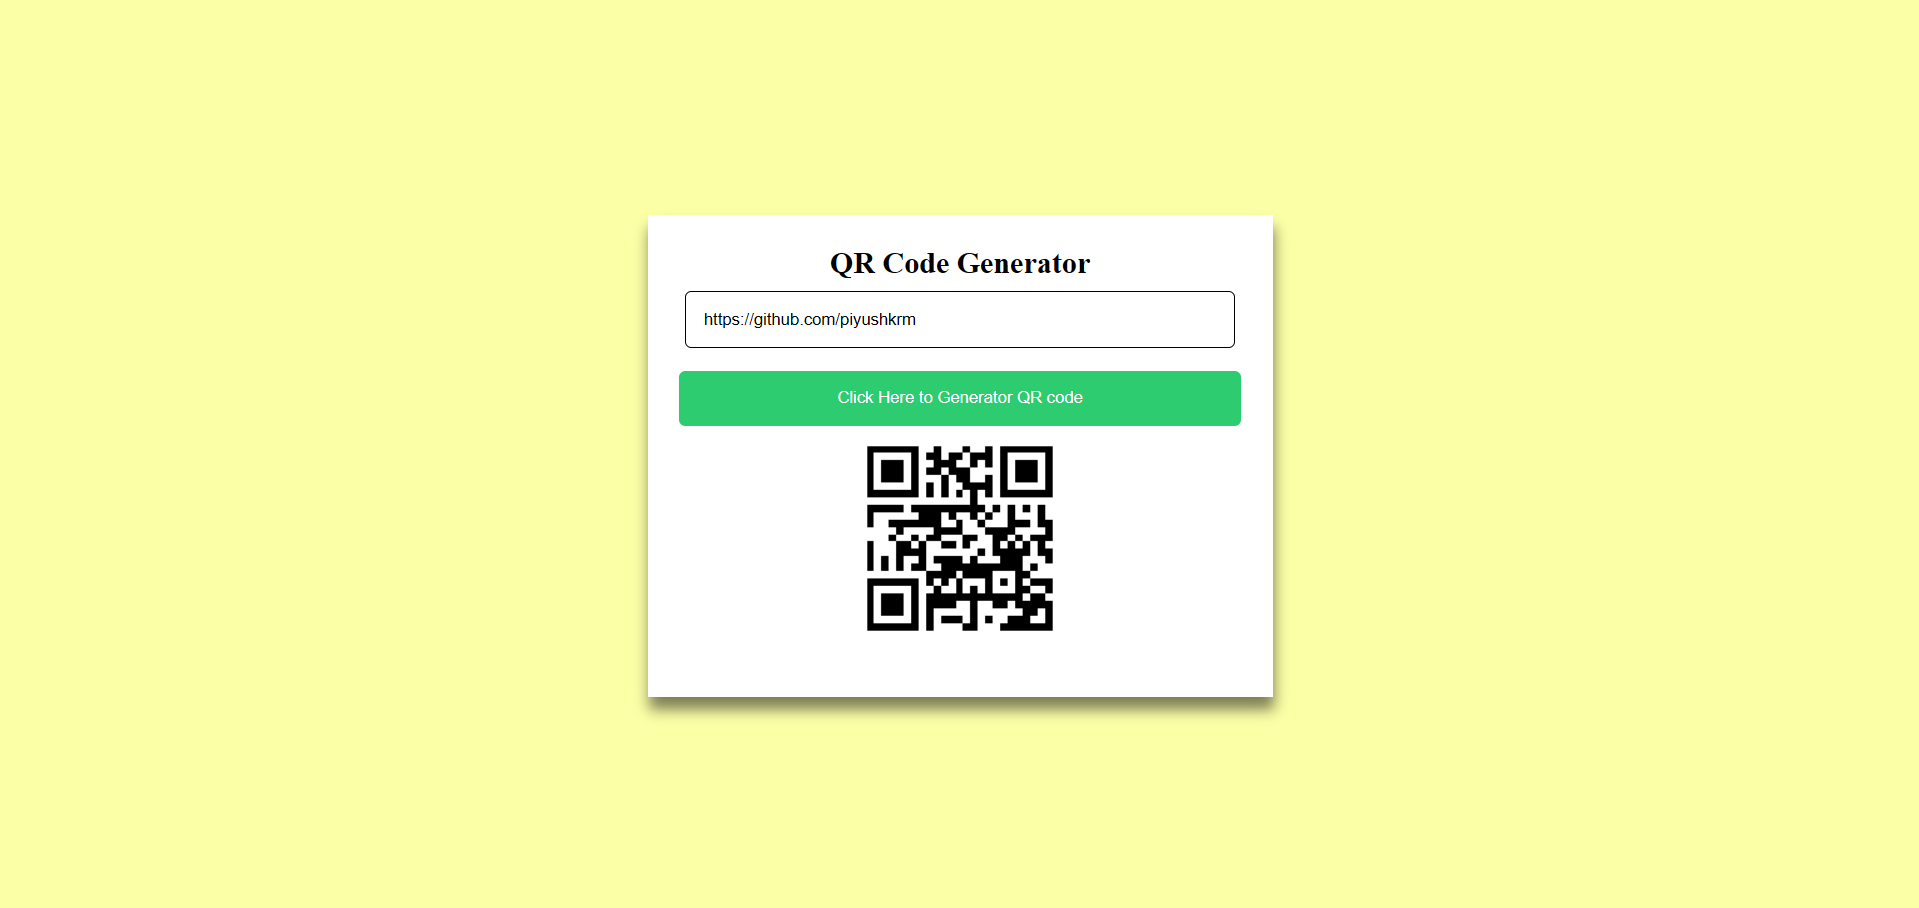 QR Code Generator
https://github.com/piyushkrm
Click Here to Generator QR code